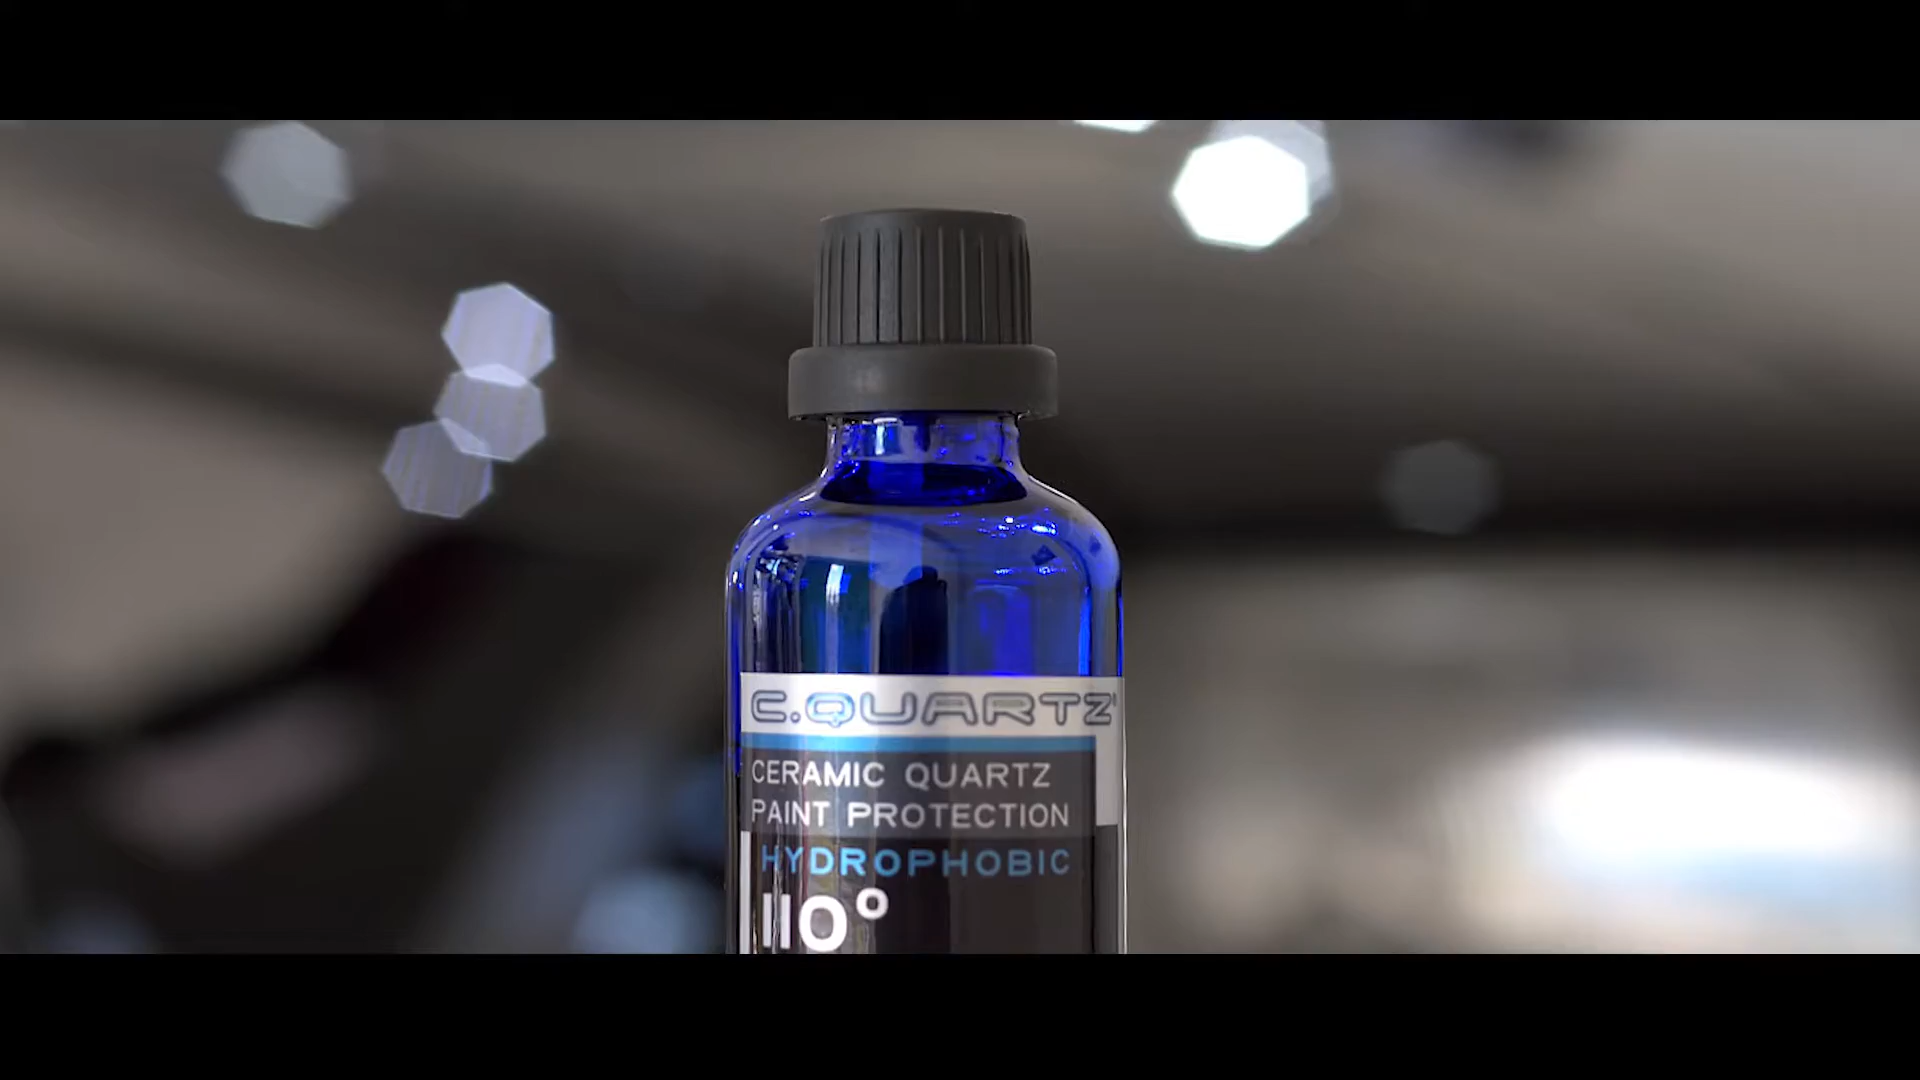 C.QUARTZ
CERAMIC QUARTZ
PAINT PROTECTION
HYDROPHOBIC
110°